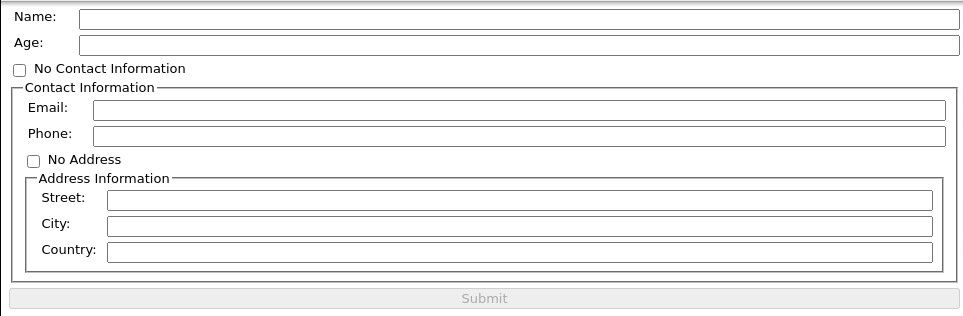 Name:
Age:
No Contact Information
Contact Information
Email:
Phone:
No Address
Address Information
Street:
City:
Country:
Submit